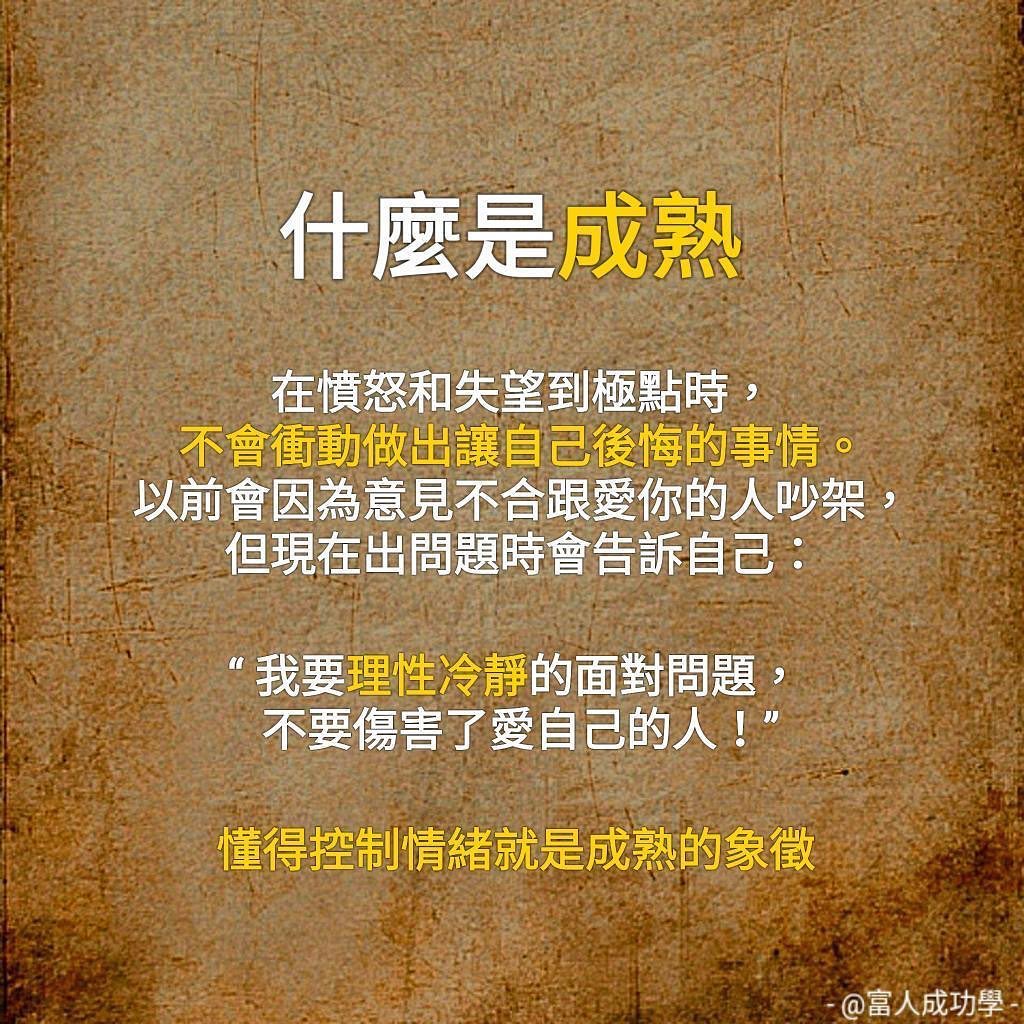 什麼是成熟
在憤怒和失望到極點時，
不會衝動做出讓自己後悔的事情。
以前會因為意見不合跟愛你的人吵架，
但現在出問題時會告訴自己：
“ 我要理性冷靜的面對問題，
不要傷害了愛自己的人！”
懂得控制情緒就是成熟的象徵
- @富人成功學 -